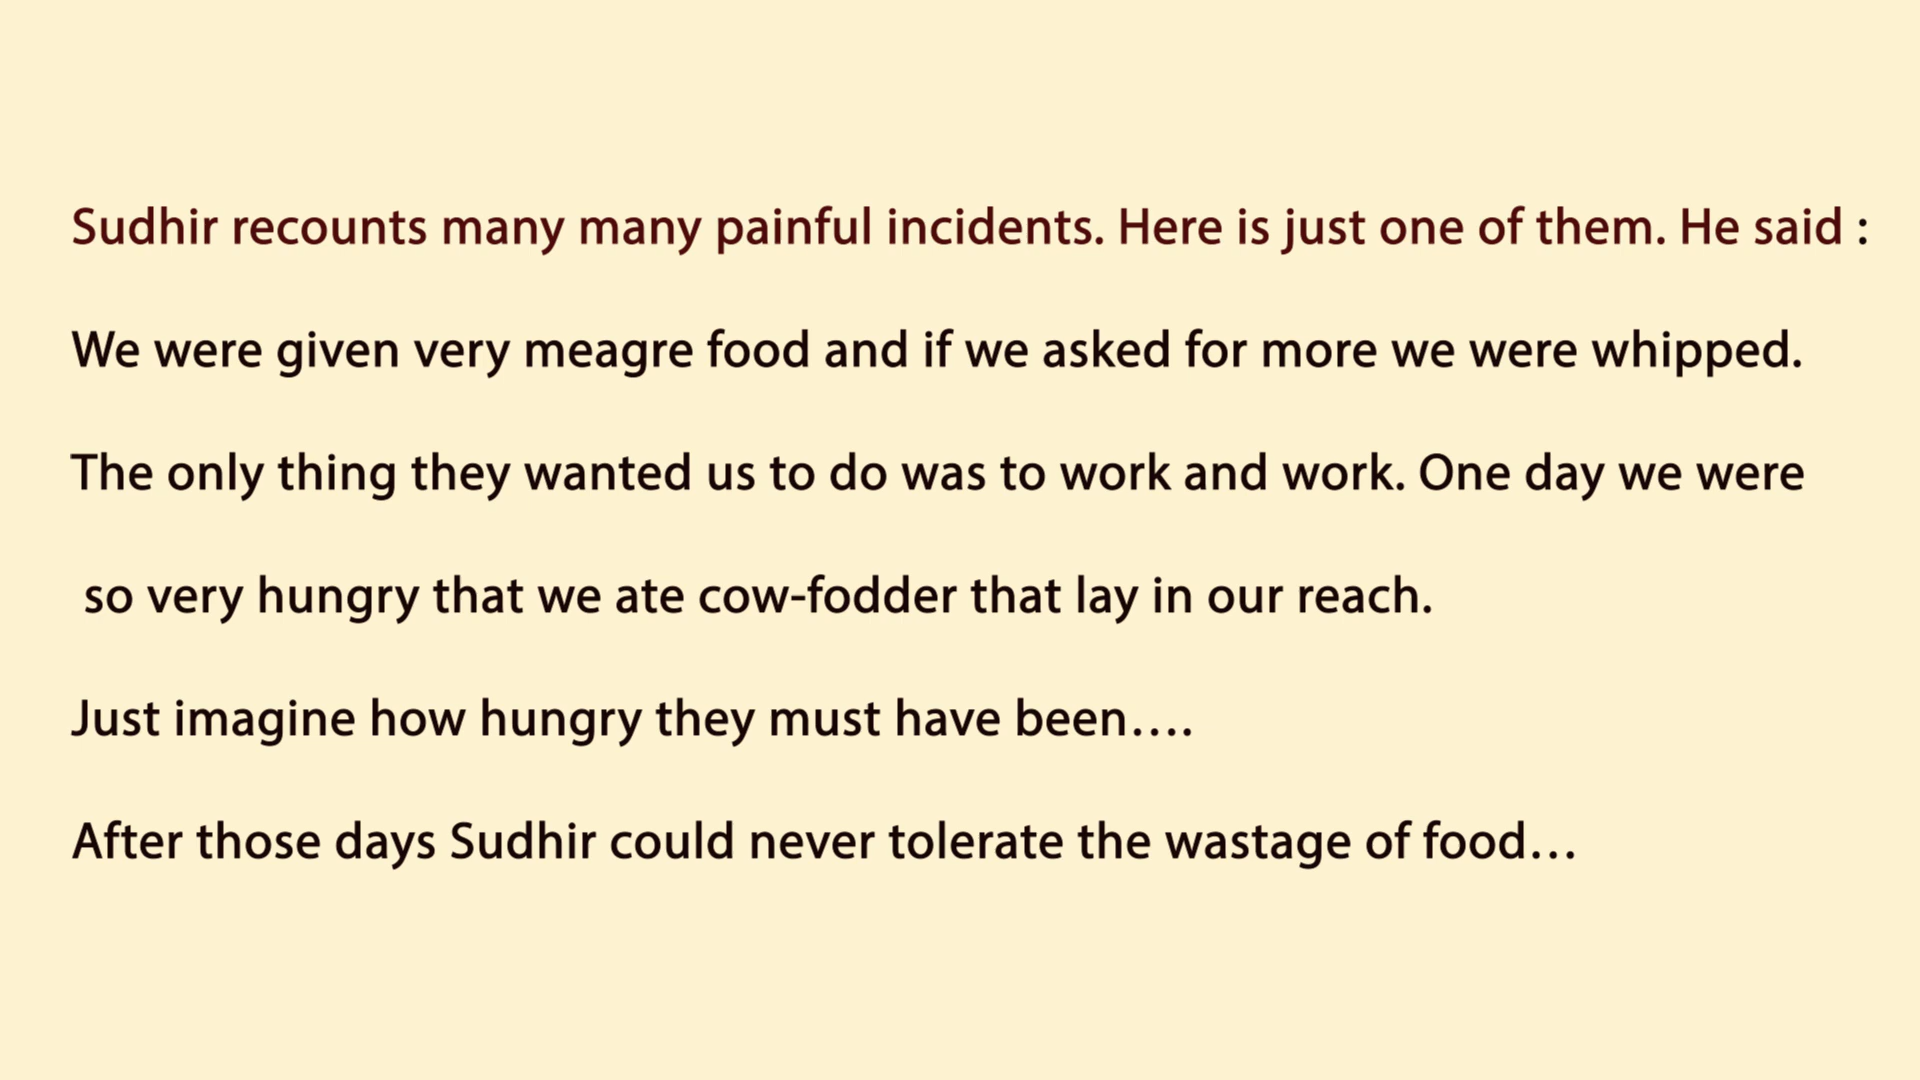 Sudhir recounts many many painful incidents. Here is just one of them. He said :
We were given very meagre food and if we asked for more we were whipped.
The only thing they wanted us to do was to work and work. One day we were
so very hungry that we ate cow-fodder that lay in our reach.
Just imagine how hungry they must have been....
After those days Sudhir could never tolerate the wastage of food...